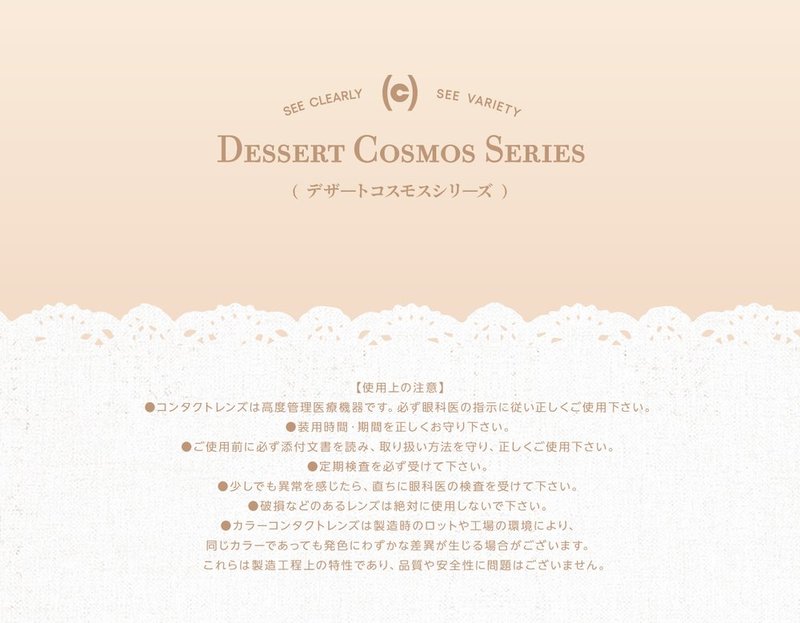 SEE CLEARLY (c) SEE VARIETY
DESSERT COSMOS SERIES
( デザートコスモスシリーズ )
【使用上の注意】
●コンタクトレンズは高度管理医療機器です。必ず眼科医の指示に従い正しくご使用下さい。
●装用時間・期間を正しくお守り下さい。
●ご使用前に必ず添付文書を読み、取り扱い方法を守り、正しくご使用下さい。
●定期検査を必ず受けて下さい。
●少しでも異常を感じたら、直ちに眼科医の検査を受けて下さい。
●破損などのあるレンズは絶対に使用しないで下さい。
●カラーコンタクトレンズは製造時のロットや工場の環境により、
同じカラーであっても発色にわずかな差異が生じる場合がございます。
これらは製造工程上の特性であり、品質や安全性に問題はございません。